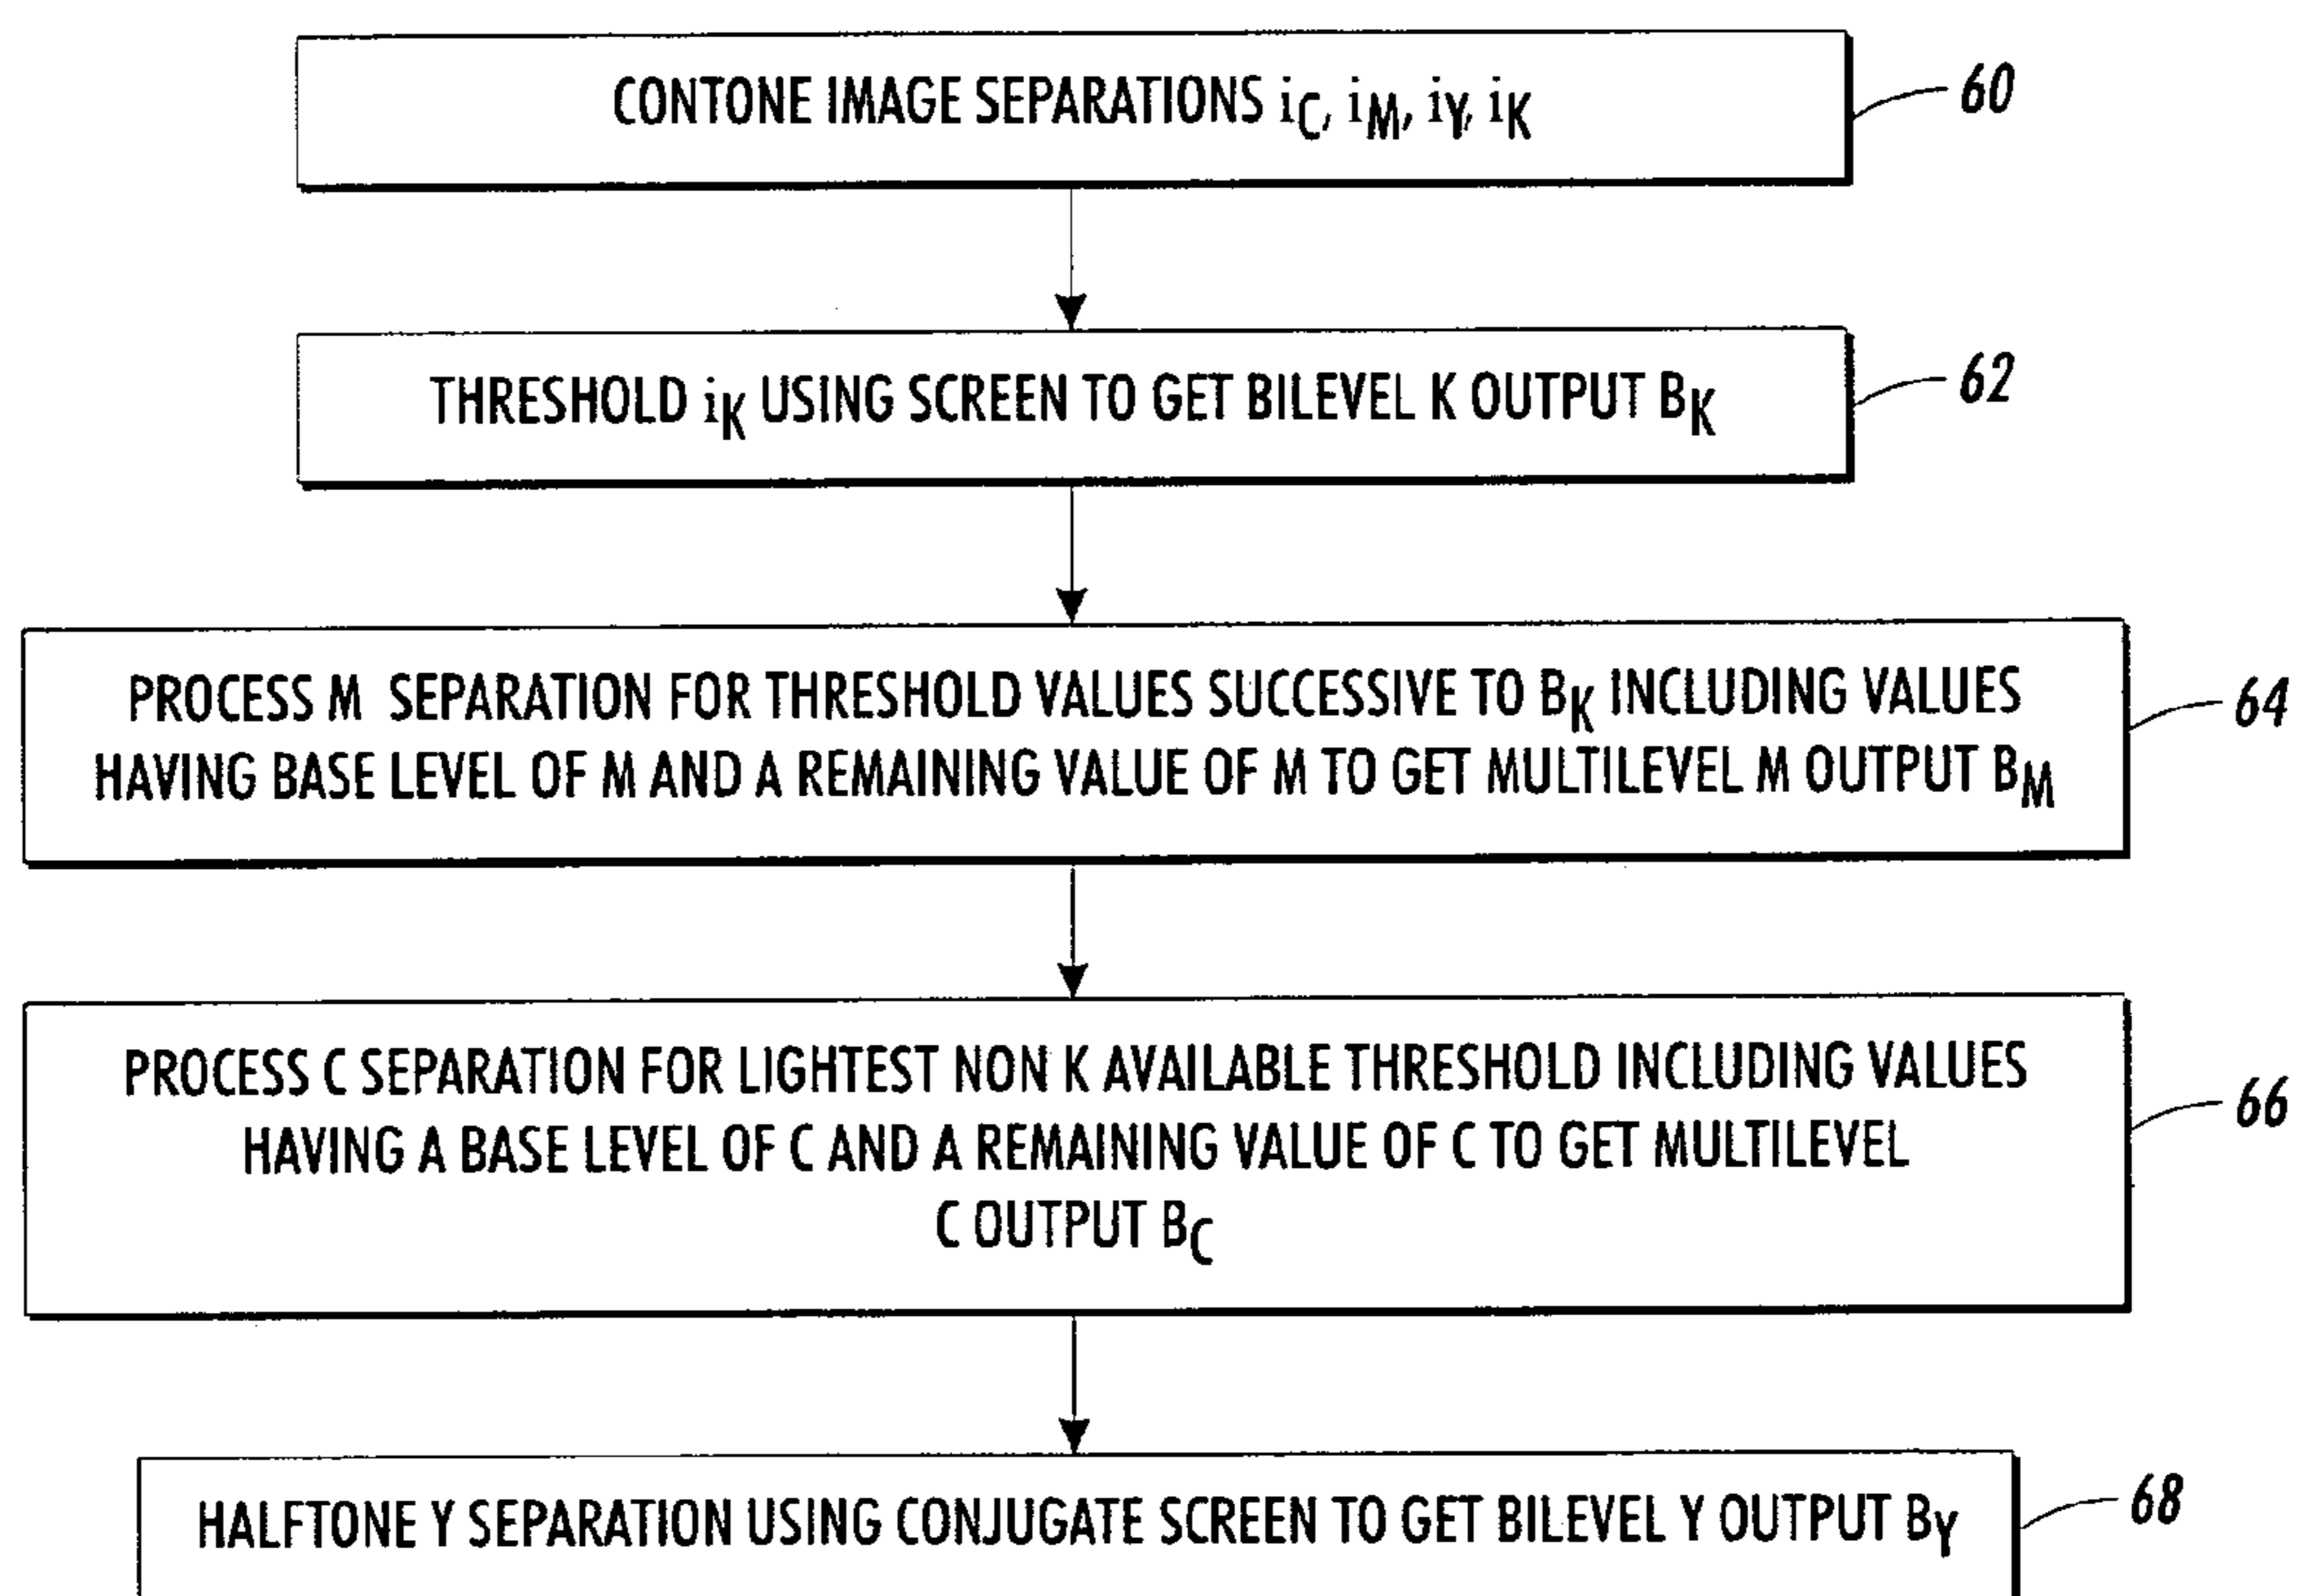 CONTONE IMAGE SEPARATIONS iC, iM, iY, iK
60
THRESHOLD iK USING SCREEN TO GET BILEVEL K OUTPUT BK
62
PROCESS M SEPARATION FOR THRESHOLD VALUES SUCCESSIVE TO BK INCLUDING VALUES
HAVING BASE LEVEL OF M AND A REMAINING VALUE OF M TO GET MULTILEVEL M OUTPUT BM
64
PROCESS C SEPARATION FOR LIGHTEST NON K AVAILABLE THRESHOLD INCLUDING VALUES
HAVING A BASE LEVEL OF C AND A REMAINING VALUE OF C TO GET MULTILEVEL
C OUTPUT BC
66
HALFTONE Y SEPARATION USING CONJUGATE SCREEN TO GET BILEVEL Y OUTPUT BY
68